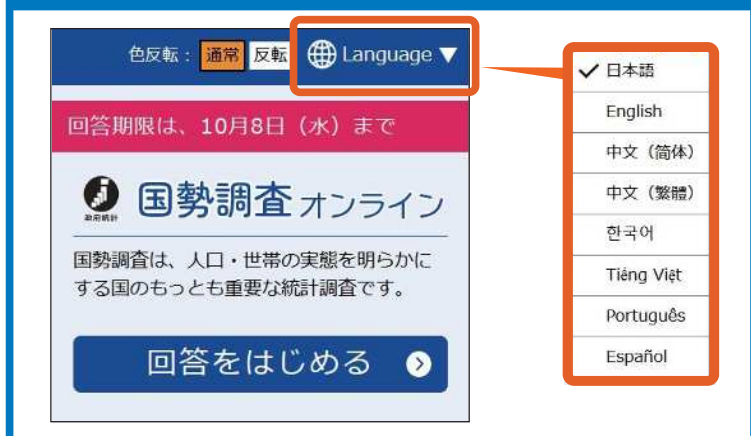 色反転： 通常 反転 Language ▼
回答期限は、10月8日（水）まで
政府統計
国勢調査オンライン
国勢調査は、人口・世帯の実態を明らかに
する国のもっとも重要な統計調査です。
回答をはじめる
✓ 日本語
English
中文（简体）
中文（繁體）
한국어
Tiếng Việt
Português
Español